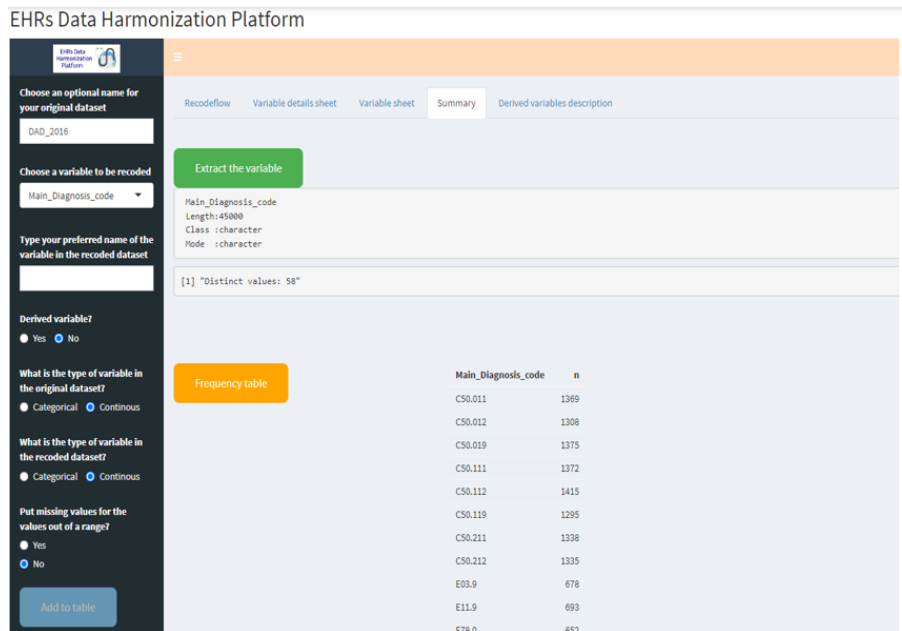 EHRs Data Harmonization Platform
EHRs Data
Harmonization
Platform
Choose an optional name for
your original dataset
DAD_2016
Choose a variable to be recoded
Main_Diagnosis_code
Type your preferred name of the
variable in the recoded dataset
Derived variable?
Yes No
What is the type of variable in
the original dataset?
Categorical Continous
What is the type of variable in
the recoded dataset?
Categorical Continous
Put missing values for the
values out of a range?
Yes
No
Add to table
Recodeflow Variable details sheet Variable sheet Summary Derived variables description
Extract the variable
Main_Diagnosis_code
Length:45000
Class :character
Mode :character
[1] "Distinct values: 58"
Frequency table
Main_Diagnosis_code n
C50.011 1369
C50.012 1308
C50.019 1375
C50.111 1372
C50.112 1415
C50.119 1295
C50.211 1338
C50.212 1335
E03.9 678
E11.9 693